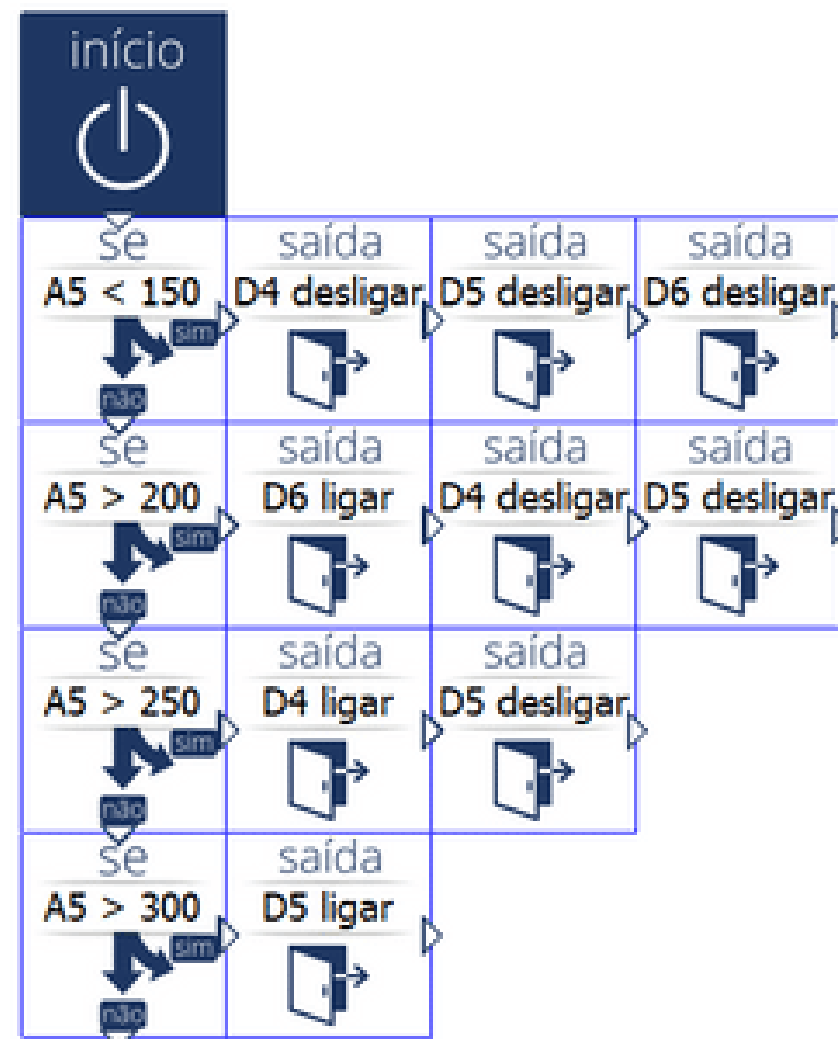 início
se saída saída saída
A5 < 150 D4 desligar D5 desligar D6 desligar
sim
não
se saída saída saída
A5 > 200 D6 ligar D4 desligar D5 desligar
sim
não
se saída saída
A5 > 250 D4 ligar D5 desligar
sim
não
se saída
A5 > 300 D5 ligar
sim
não